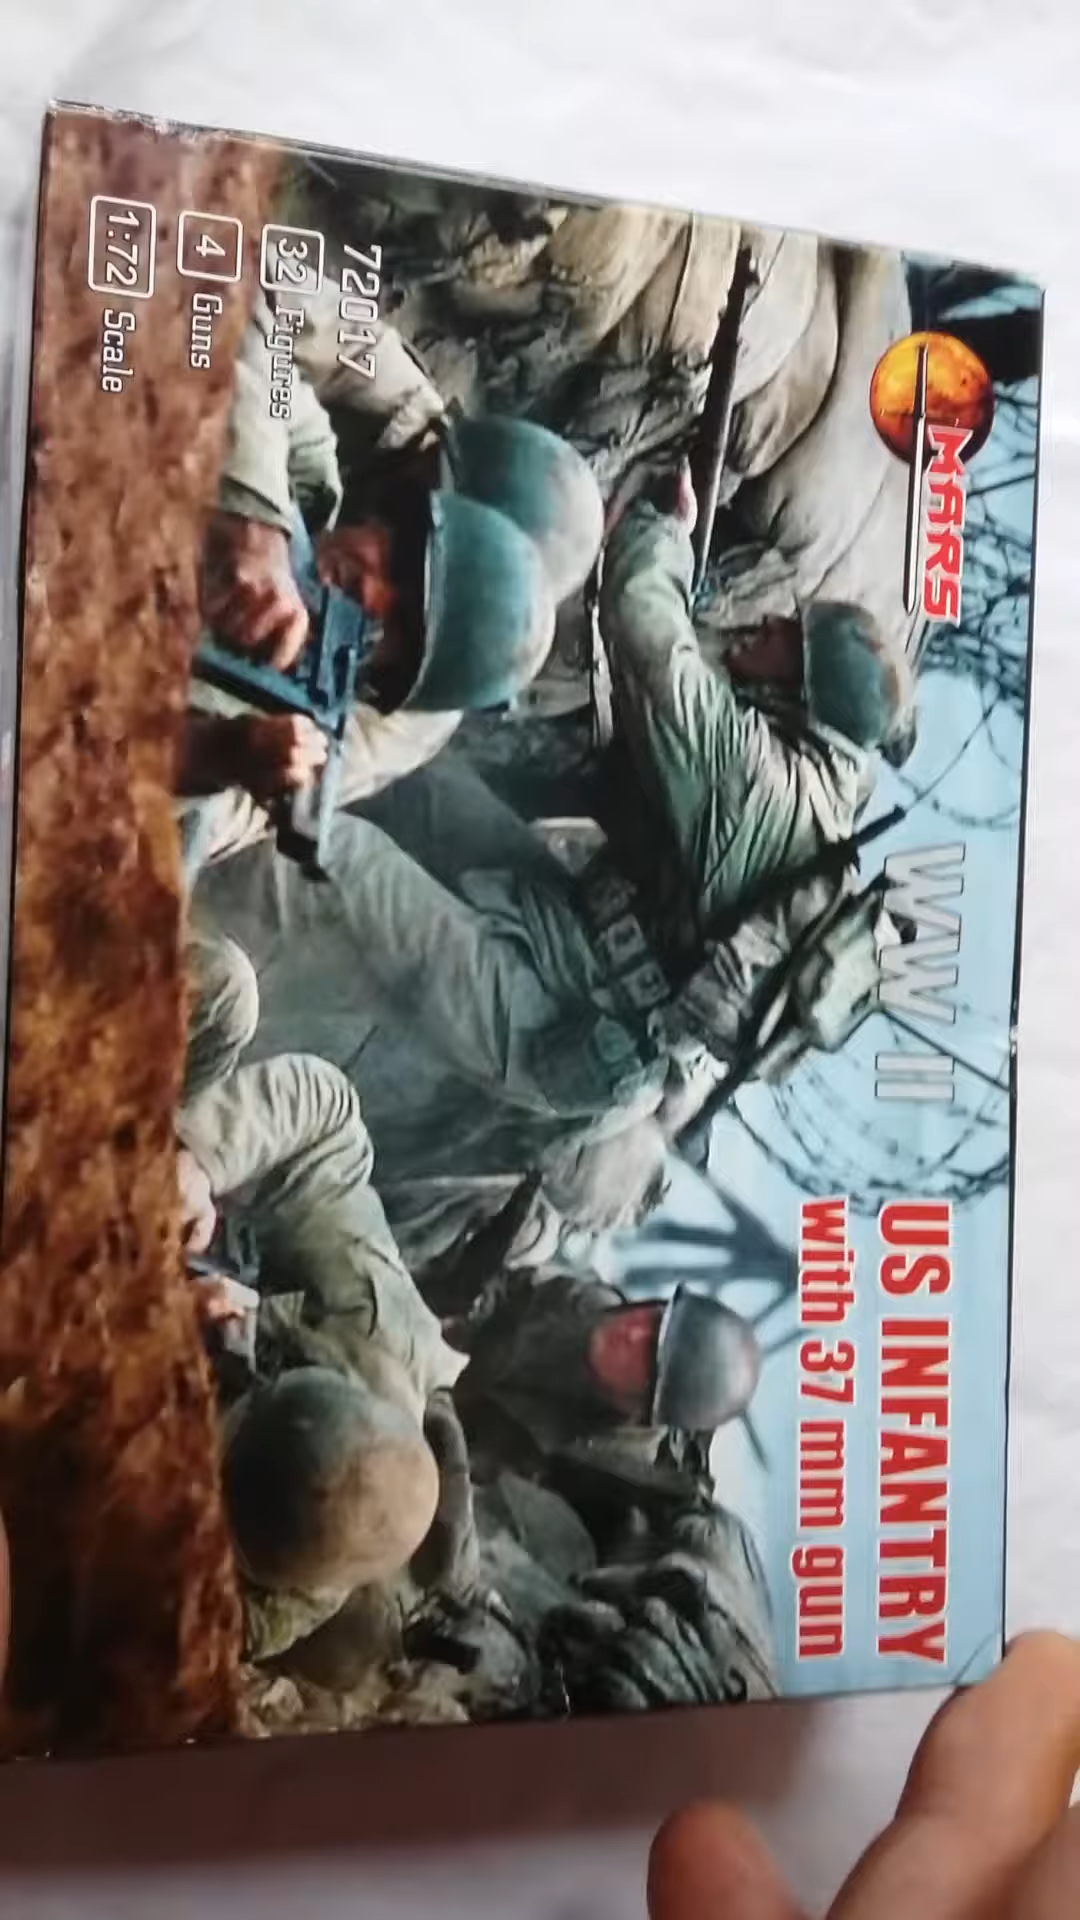 MARS
WW II
US INFANTRY
with 37 mm gun
72017
32 Figures
4 Guns
1:72 Scale